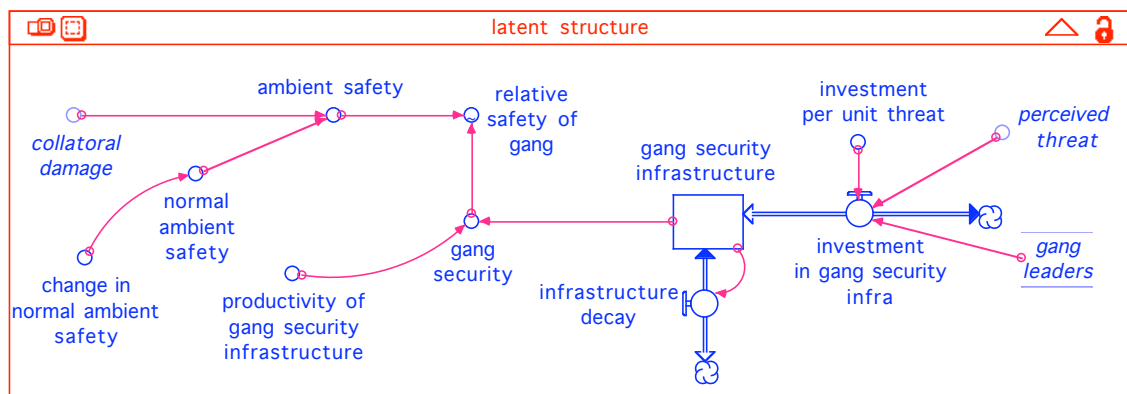 latent structure
ambient safety
relative
safety of
gang
investment
per unit threat
perceived
threat
collatoral
damage
gang security
infrastructure
normal
ambient
safety
gang
security
investment
in gang security
infra
gang
leaders
change in
normal ambient
safety
productivity of
gang security
infrastructure
infrastructure
decay